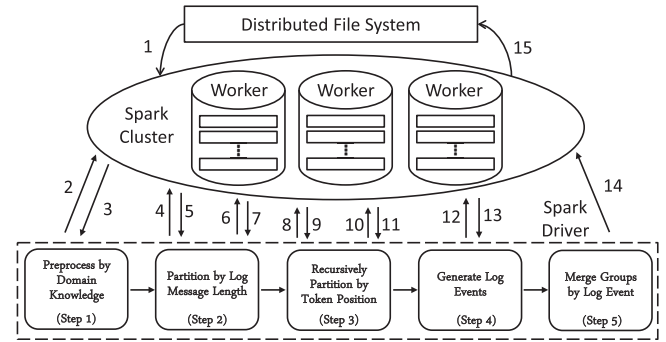 Distributed File System
1
15
Worker
Worker
Worker
Spark
Cluster
2
3
4
5
6
7
8
9
10
11
12
13
14
Spark
Driver
Preprocess by
Domain
Knowledge
(Step 1)
Partition by Log
Message Length
(Step 2)
Recursively
Partition by
Token Position
(Step 3)
Generate Log
Events
(Step 4)
Merge Groups
by Log Event
(Step 5)